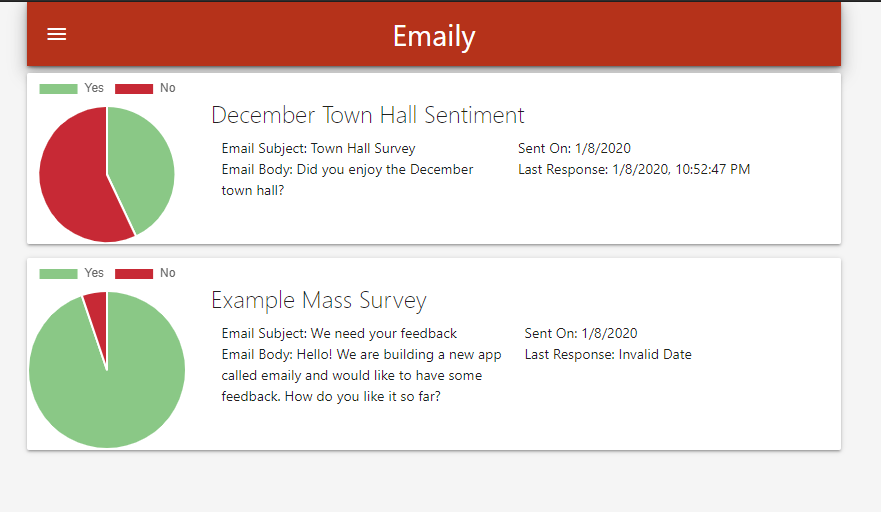 Emaily
Yes No
December Town Hall Sentiment
Email Subject: Town Hall Survey
Email Body: Did you enjoy the December
town hall?
Sent On: 1/8/2020
Last Response: 1/8/2020, 10:52:47 PM
Yes No
Example Mass Survey
Email Subject: We need your feedback
Email Body: Hello! We are building a new app
called emaily and would like to have some
feedback. How do you like it so far?
Sent On: 1/8/2020
Last Response: Invalid Date